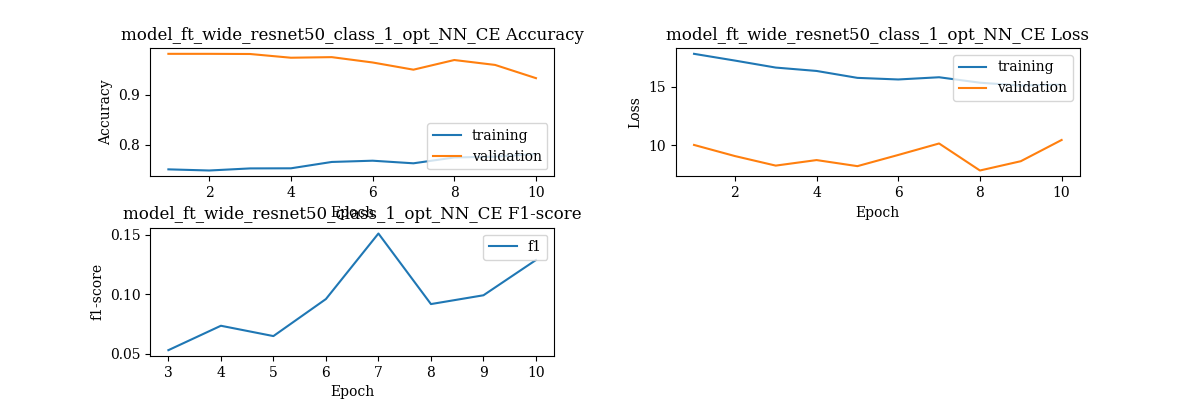 model_ft_wide_resnet50_class_1_opt_NN_CE Accuracy
Accuracy
0.9
0.8
training
validation
2 4 6 8 10
Epoch
model_ft_wide_resnet50_class_1_opt_NN_CE Loss
Loss
15
10
training
validation
2 4 6 8 10
Epoch
model_ft_wide_resnet50_class_1_opt_NN_CE F1-score
f1-score
0.15
0.10
0.05
f1
3 4 5 6 7 8 9 10
Epoch